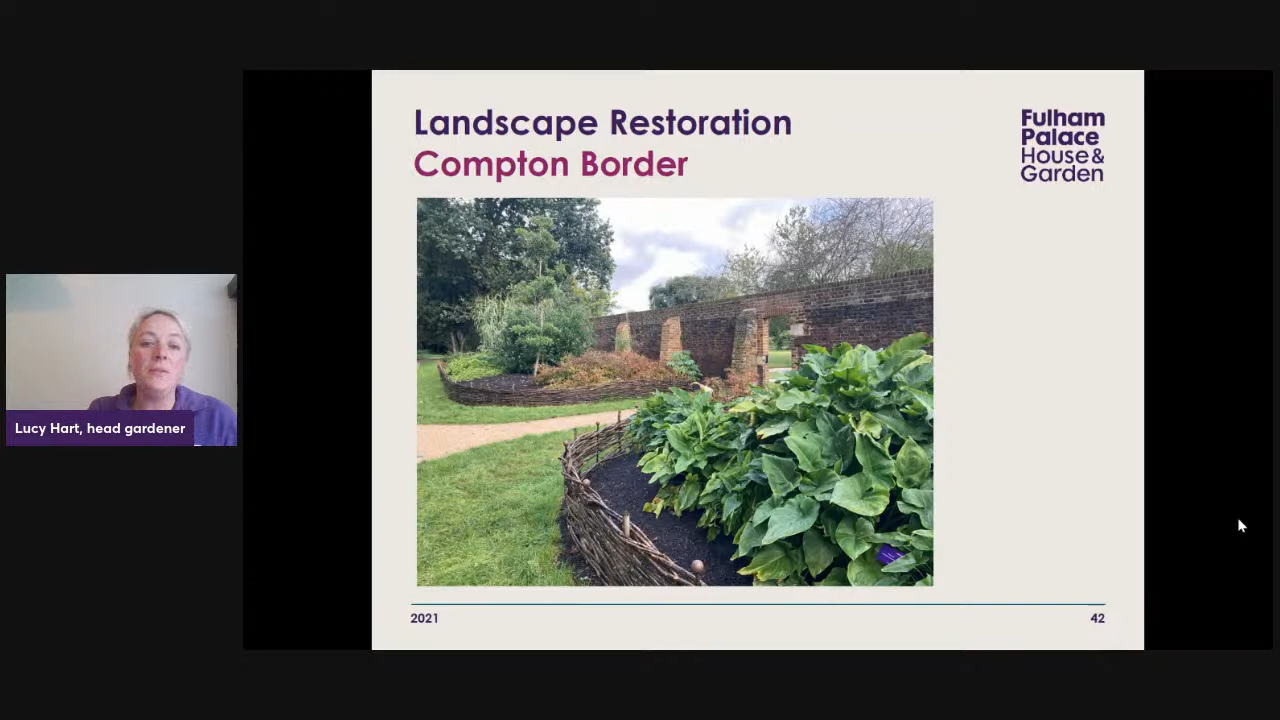 Landscape Restoration
Compton Border
Fulham
Palace
House &
Garden
Lucy Hart, head gardener
2021
42